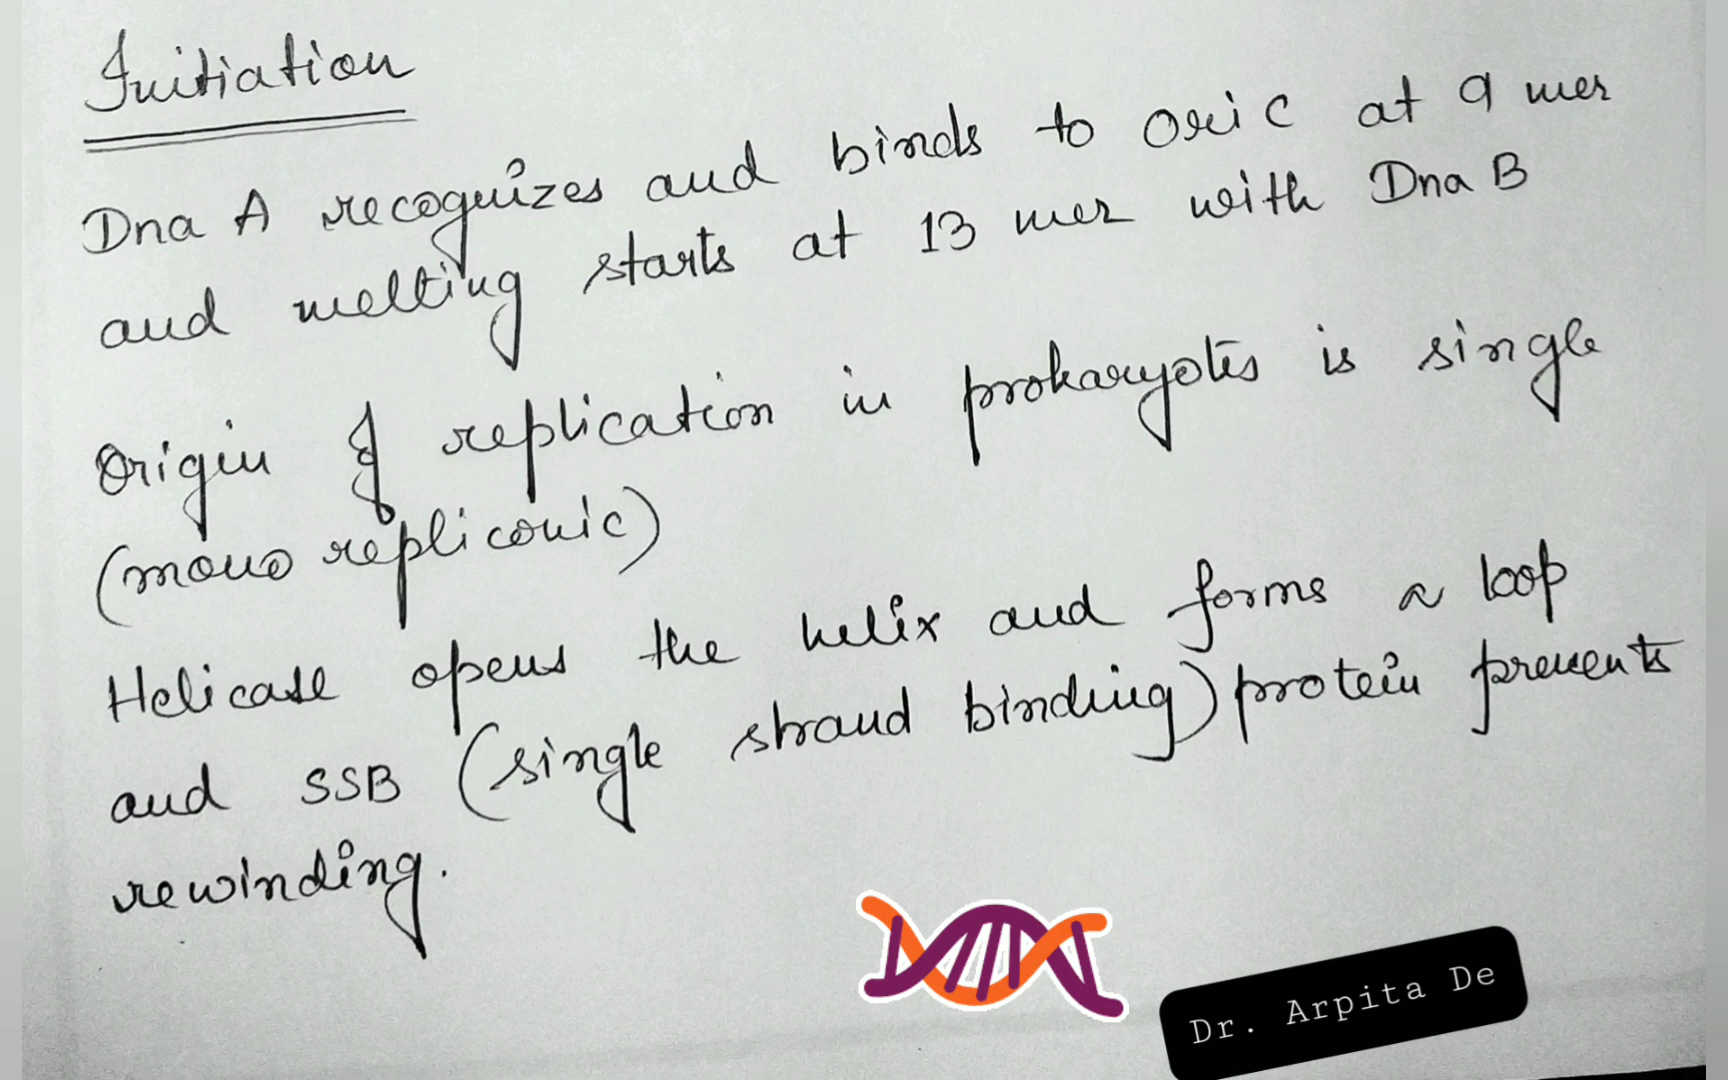 Initiation
Dna A recognizes and binds to Oric at 9 mer
and melting starts at 13 mer with Dna B
Origin of replication in prokaryotes is single
(mono repliconic)
Helicase opens the helix and forms a loop
and SSB (single strand binding) protein prevents
rewinding.
Dr. Arpita De